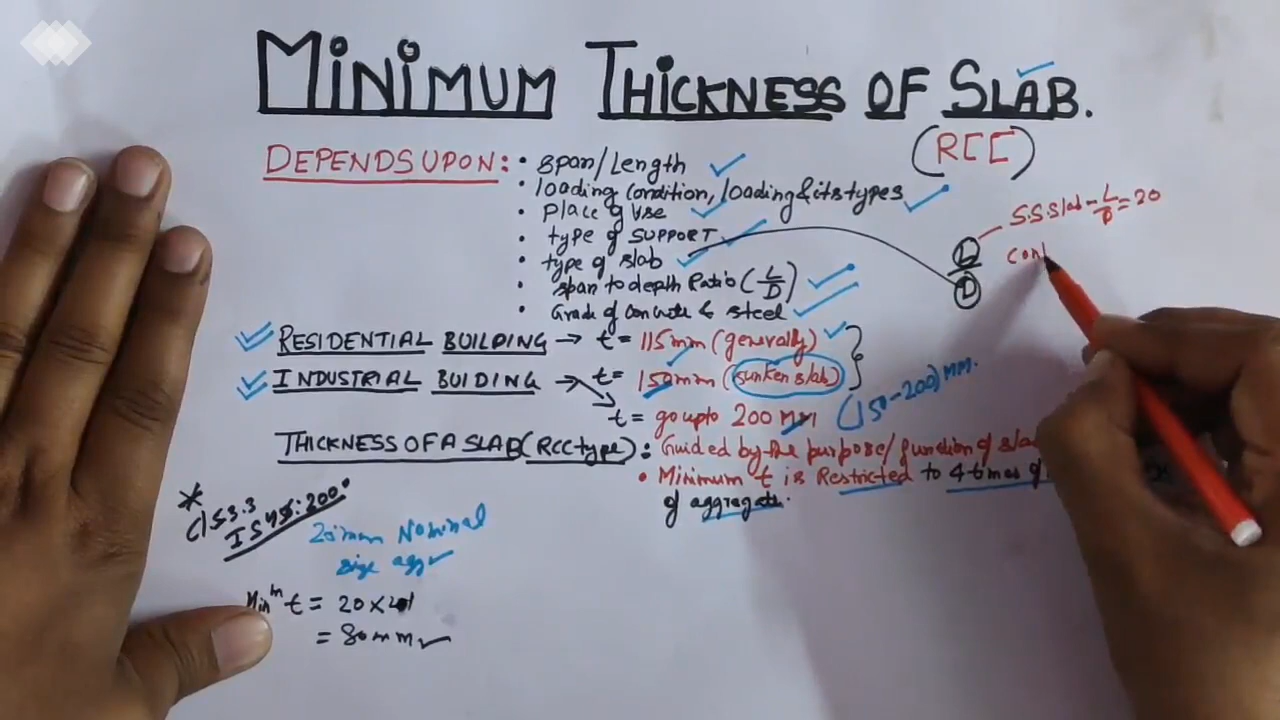 MINIMUM THICKNESS OF SLAB.
(RCC)
DEPENDS UPON: • span/Length
• loading condition, loading & its types
• place of use
• type of SUPPORT
• type of slab
• span to depth Ratio (L/D)
• Grade of concrete & steel
L/D
S.S.Slab - L/D = 20
con
RESIDENTIAL BUILDING → t = 115mm (generally)
INDUSTRIAL BUIDING → t = 150mm (sunken slab)
t = go upto 200 MM
(150-200) MM.
THICKNESS OF A SLAB (RCC type): • Guided by the purpose/function of slab
• Minimum t is Restricted to 4 times of
of aggregate.
* Cl 5.3.3
IS 456:2000
20mm Nominal
size agg
Minm t = 20 × 4
= 80mm